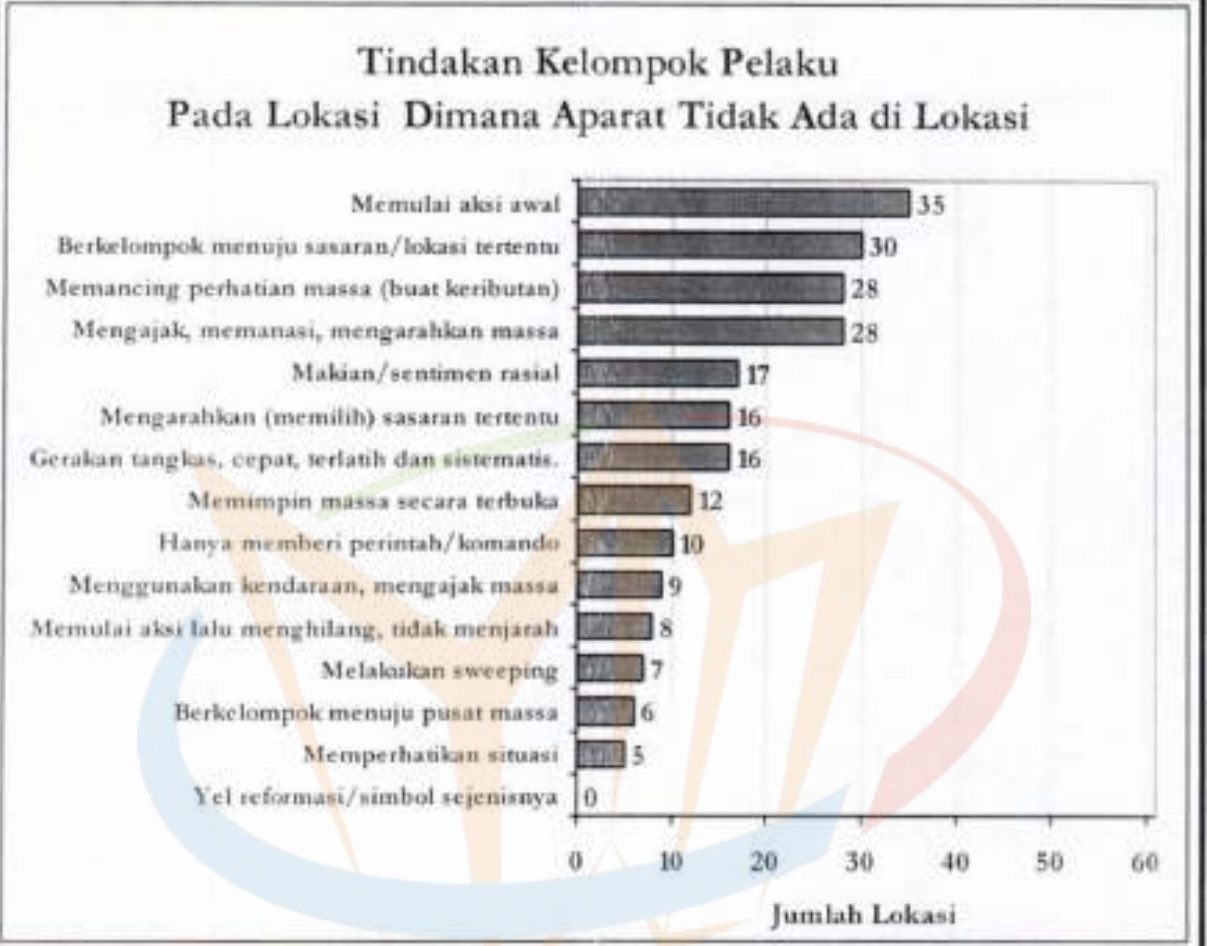 Tindakan Kelompok Pelaku
Pada Lokasi Dimana Aparat Tidak Ada di Lokasi
Memulai aksi awal 35
Berkelompok menuju sasaran/lokasi tertentu 30
Memancing perhatian massa (buat keributan) 28
Mengajak, memanasi, mengarahkan massa 28
Makian/sentimen rasial 17
Mengarahkan (memilih) sasaran tertentu 16
Gerakan tangkas, cepat, terlatih dan sistematis. 16
Memimpin massa secara terbuka 12
Hanya memberi perintah/komando 10
Menggunakan kendaraan, mengajak massa 9
Memulai aksi lalu menghilang, tidak menjarah 8
Melakukan sweeping 7
Berkelompok menuju pusat massa 6
Memperhatikan situasi 5
Yel reformasi/simbol sejenisnya 0
0 10 20 30 40 50 60
Jumlah Lokasi